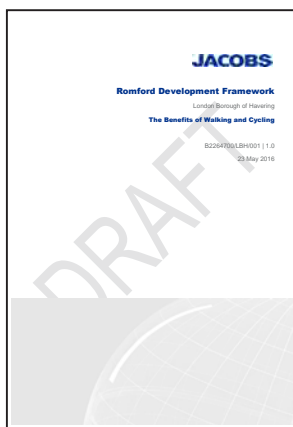 JACOBS
Romford Development Framework
London Borough of Havering
The Benefits of Walking and Cycling
B2264700/LBH/001 | 1.0
23 May 2016
DRAFT